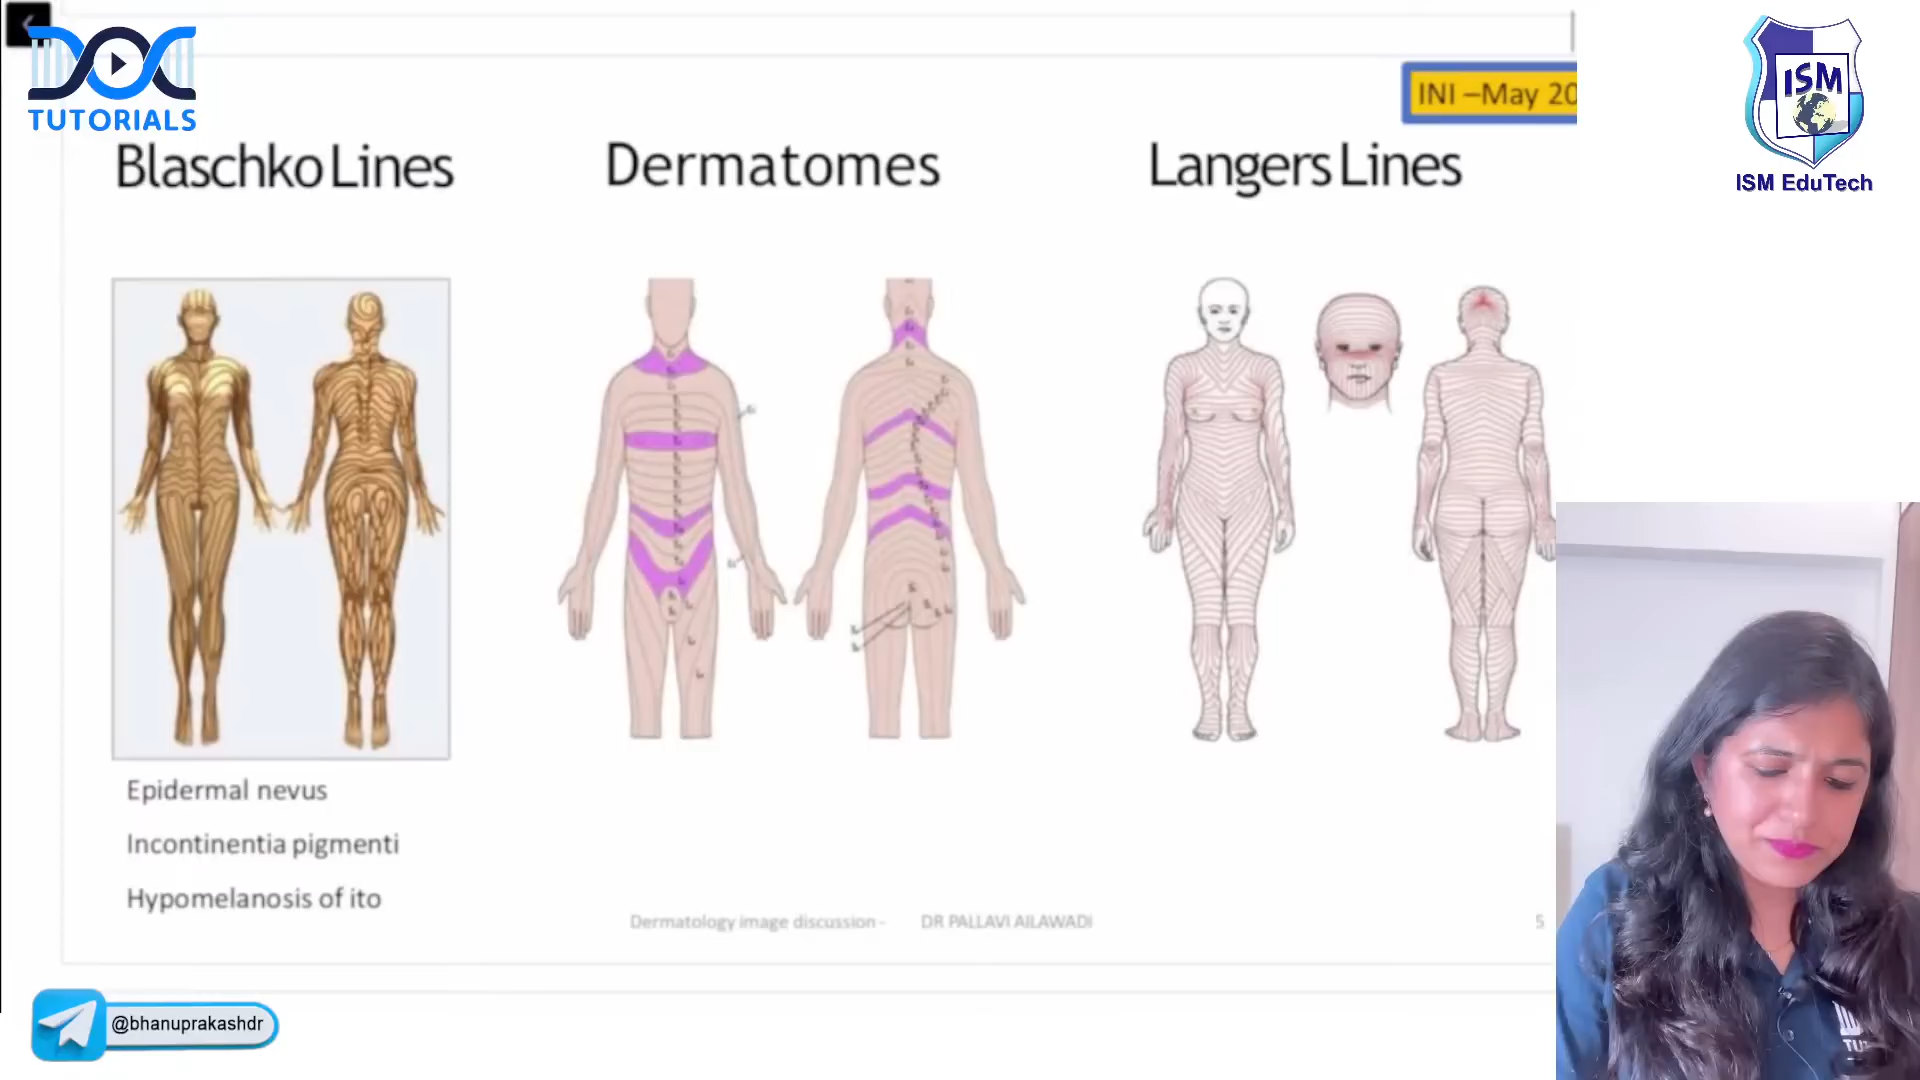 DOC
TUTORIALS
INI –May 20
ISM
ISM EduTech
Blaschko Lines
Dermatomes
Langers Lines
Epidermal nevus
Incontinentia pigmenti
Hypomelanosis of ito
Dermatology image discussion - DR PALLAVI AILAWADI
5
@bhanuprakashdr